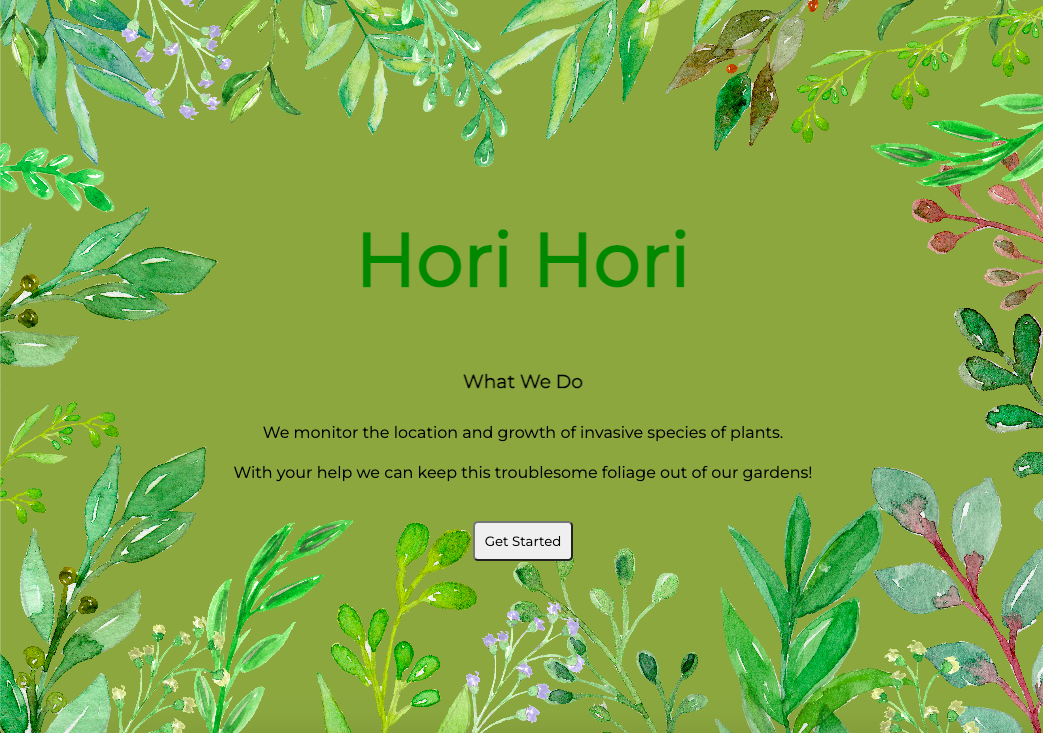 Hori Hori
What We Do
We monitor the location and growth of invasive species of plants.
With your help we can keep this troublesome foliage out of our gardens!
Get Started